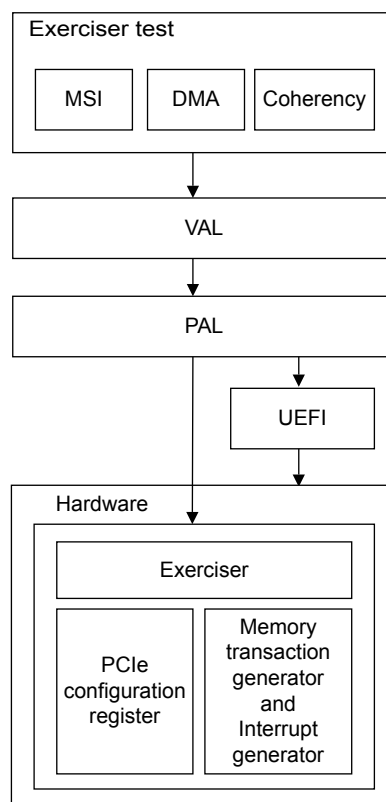 Exerciser test
MSI
DMA
Coherency
VAL
PAL
UEFI
Hardware
Exerciser
PCIe
configuration
register
Memory
transaction
generator
and
Interrupt
generator